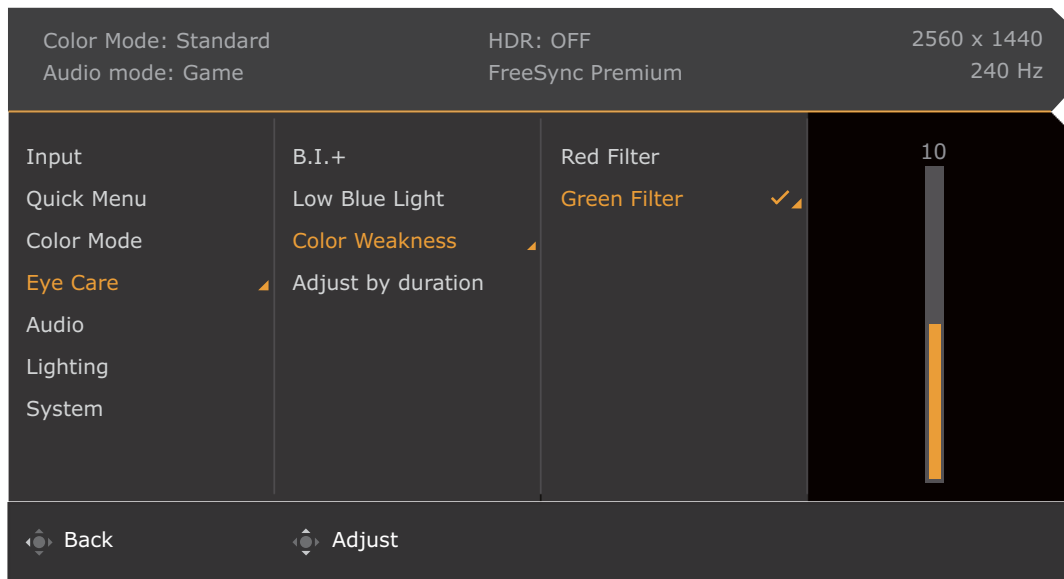 Color Mode: Standard
HDR: OFF
2560 x 1440
Audio mode: Game
FreeSync Premium
240 Hz
Input
Quick Menu
Color Mode
Eye Care
Audio
Lighting
System
B.I.+
Low Blue Light
Color Weakness
Adjust by duration
Red Filter
Green Filter
10
Back
Adjust